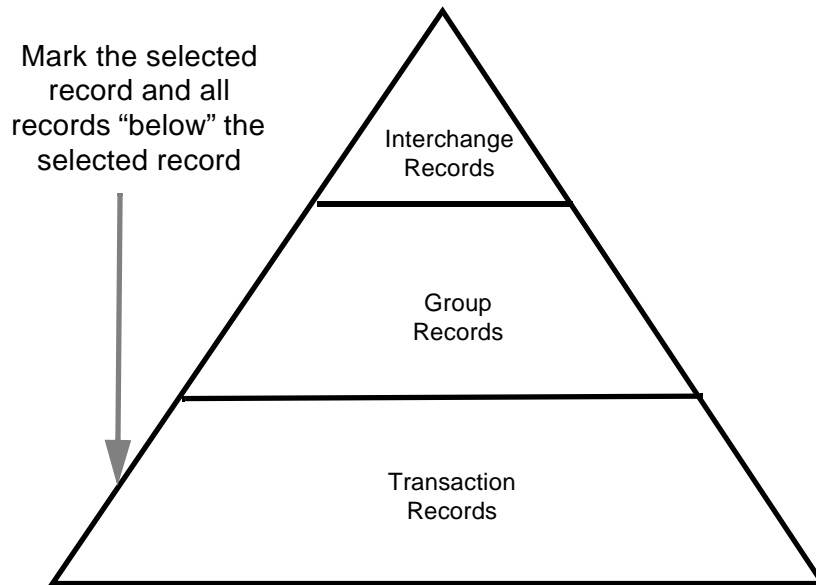 Mark the selected
record and all
records “below” the
selected record
Interchange
Records
Group
Records
Transaction
Records